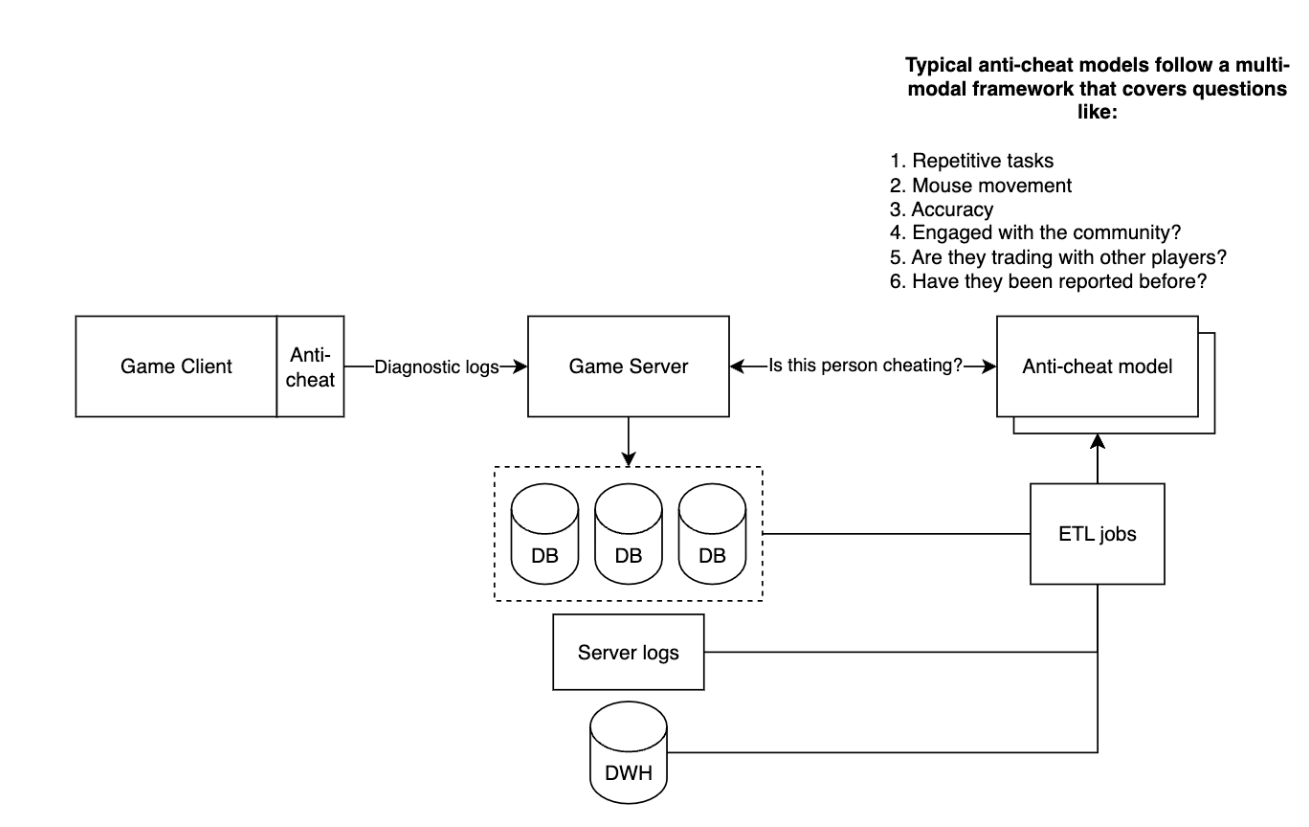 Typical anti-cheat models follow a multi-
modal framework that covers questions
like:
1. Repetitive tasks
2. Mouse movement
3. Accuracy
4. Engaged with the community?
5. Are they trading with other players?
6. Have they been reported before?
Game Client
Anti-
cheat
Diagnostic logs
Game Server
Is this person cheating?
Anti-cheat model
DB
DB
DB
ETL jobs
Server logs
DWH